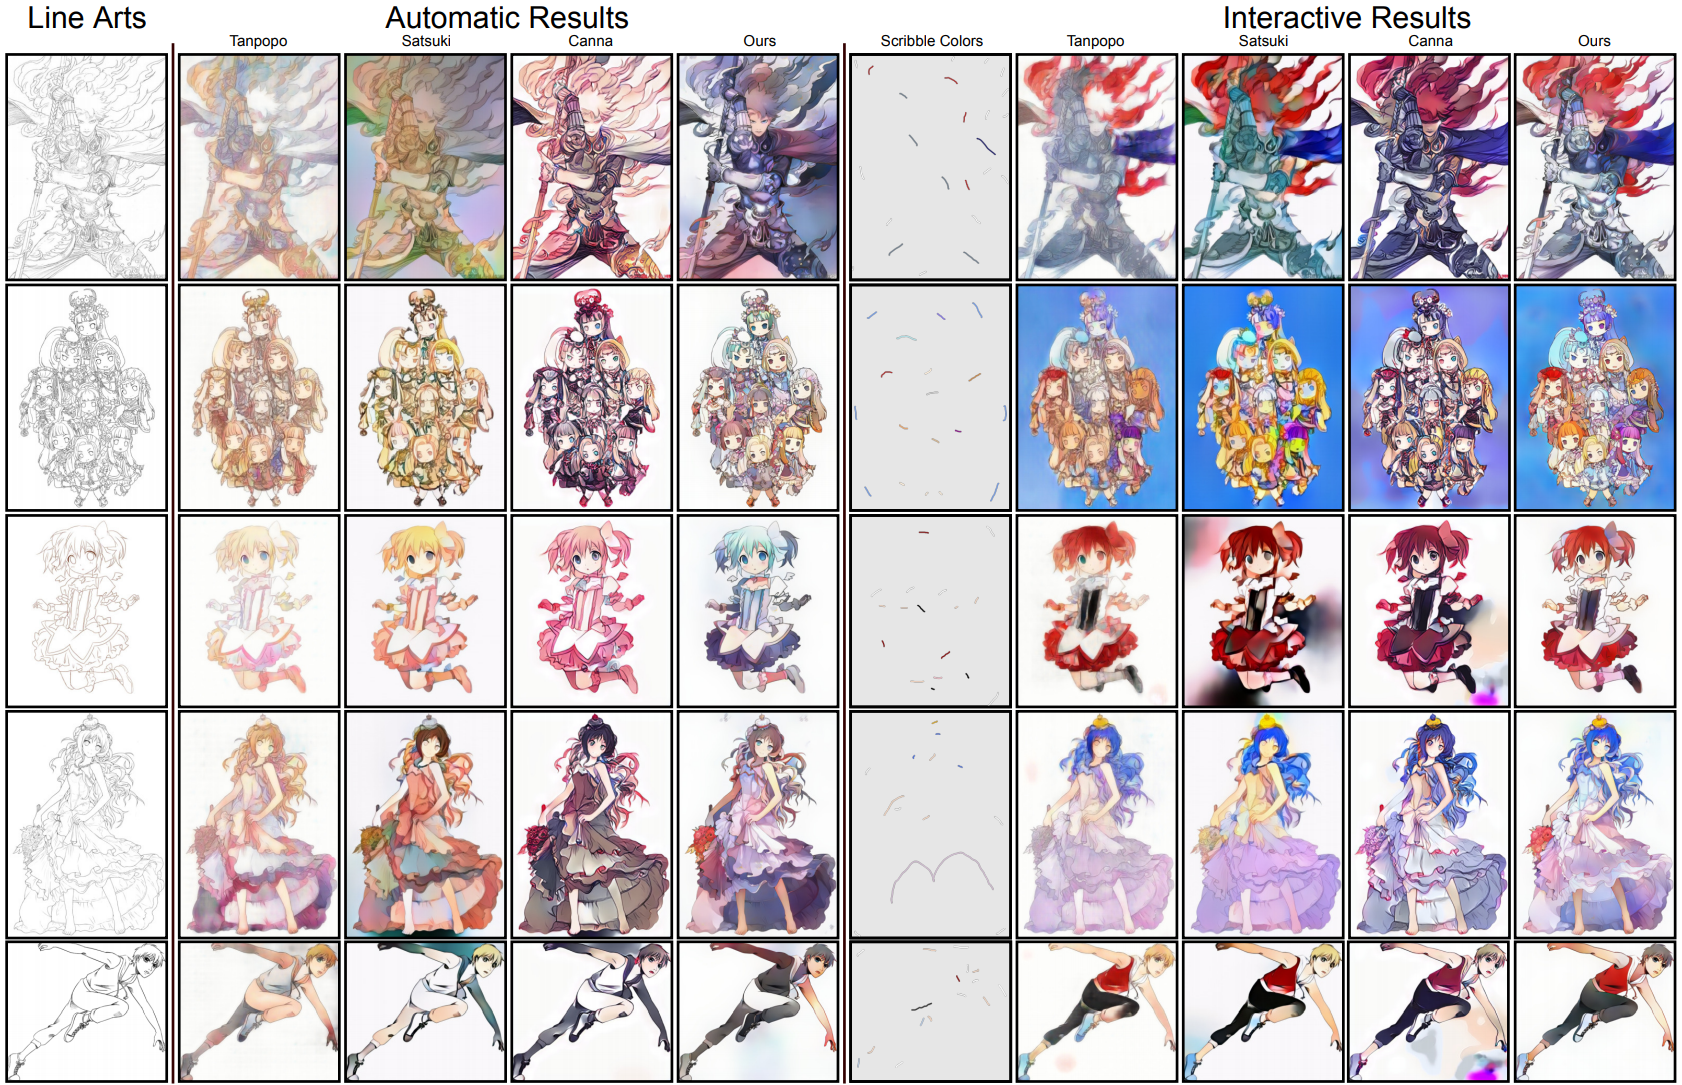 Line Arts
Automatic Results
Interactive Results
Tanpopo
Satsuki
Canna
Ours
Scribble Colors
Tanpopo
Satsuki
Canna
Ours